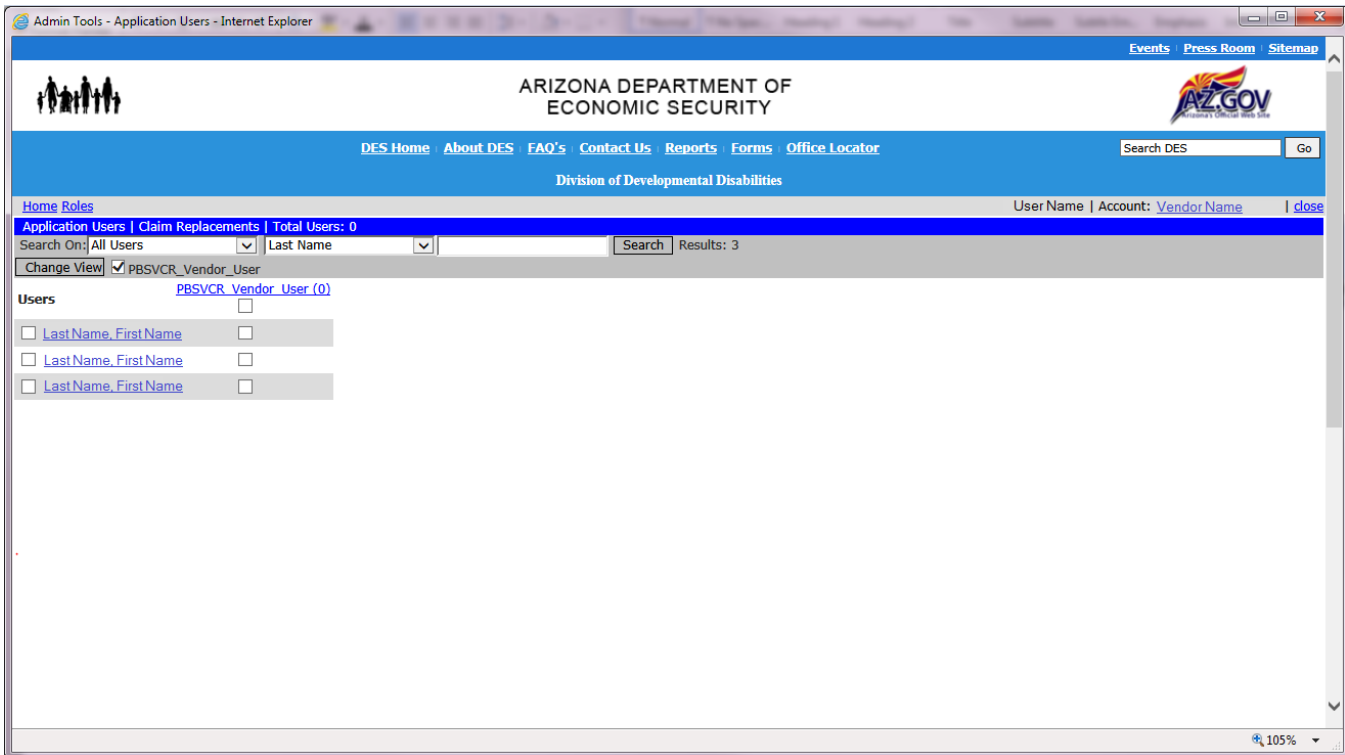 Admin Tools - Application Users - Internet Explorer
Events Press Room Sitemap
ARIZONA DEPARTMENT OF
ECONOMIC SECURITY
AZ.GOV
Arizona's Official Web Site
DES Home About DES FAQ's Contact Us Reports Forms Office Locator
Search DES Go
Division of Developmental Disabilities
Home Roles User Name | Account: Vendor Name | close
Application Users | Claim Replacements | Total Users: 0
Search On: All Users Last Name Search Results: 3
Change View PBSVCR_Vendor_User
Users PBSVCR_Vendor_User (0)
Last Name, First Name
Last Name, First Name
Last Name, First Name
105%